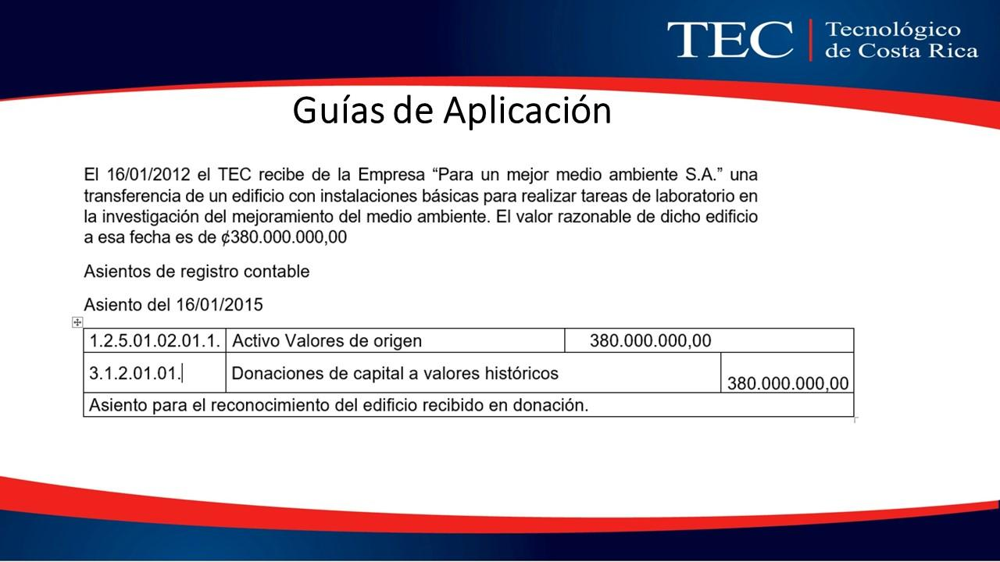 TEC Tecnológico
de Costa Rica
Guías de Aplicación
El 16/01/2012 el TEC recibe de la Empresa “Para un mejor medio ambiente S.A.” una
transferencia de un edificio con instalaciones básicas para realizar tareas de laboratorio en
la investigación del mejoramiento del medio ambiente. El valor razonable de dicho edificio
a esa fecha es de ₡380.000.000,00
Asientos de registro contable
Asiento del 16/01/2015
1.2.5.01.02.01.1. Activo Valores de origen 380.000.000,00
3.1.2.01.01. Donaciones de capital a valores históricos 380.000.000,00
Asiento para el reconocimiento del edificio recibido en donación.